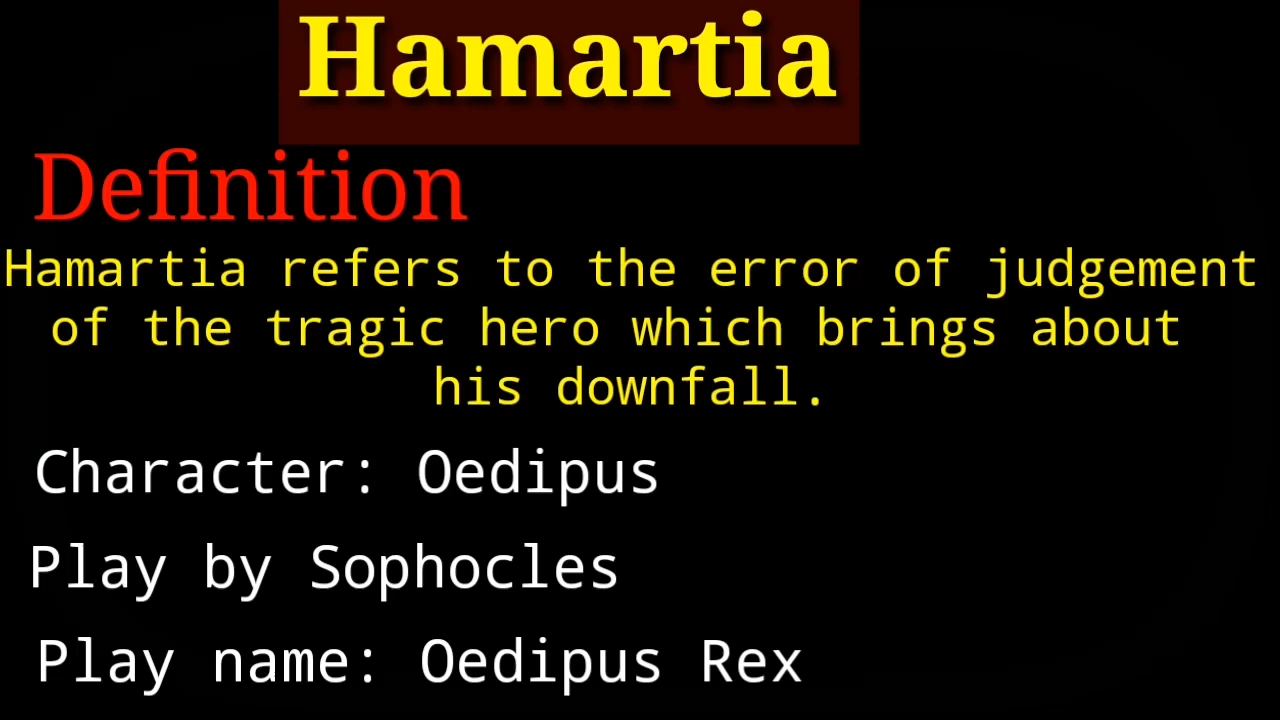 Hamartia
Definition
Hamartia refers to the error of judgement
of the tragic hero which brings about
his downfall.
Character: Oedipus
Play by Sophocles
Play name: Oedipus Rex